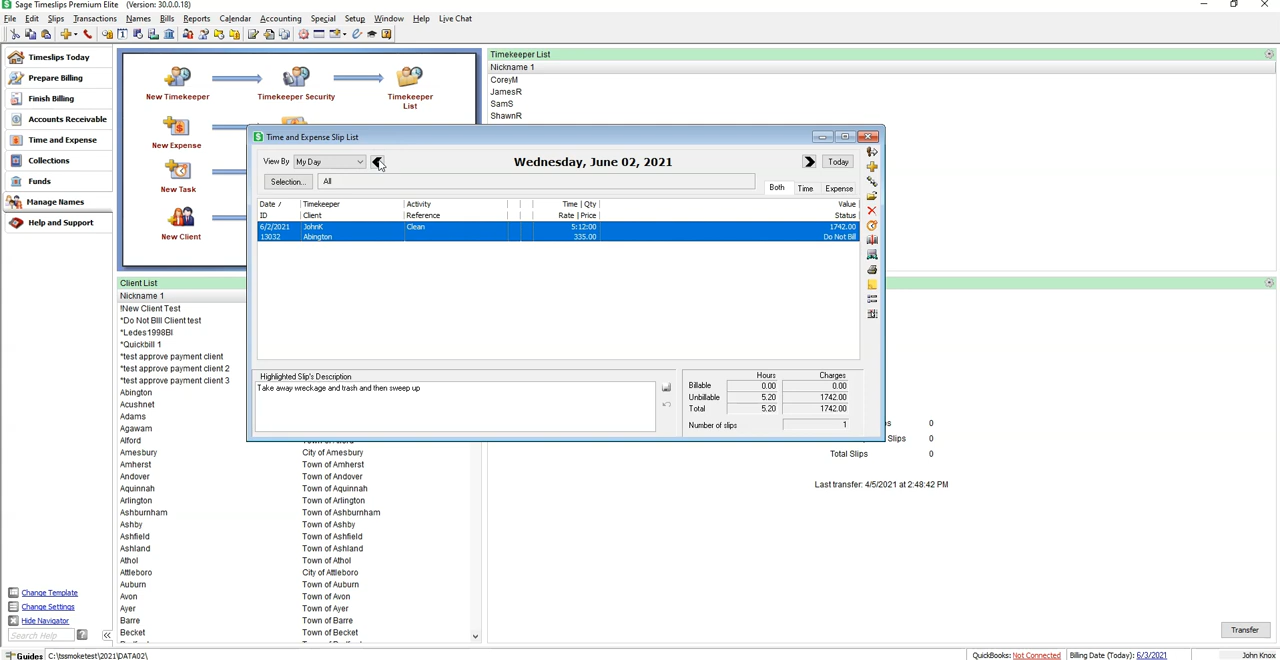 Sage Timeslips Premium Elite (Version: 30.0.0.18)
File Edit Slips Transactions Names Bills Reports Calendar Accounting Special Setup Window Help Live Chat
Timeslips Today
Prepare Billing
Finish Billing
Accounts Receivable
Time and Expense
Collections
Funds
Manage Names
Help and Support
New Timekeeper
Timekeeper Security
Timekeeper List
New Expense
New Task
New Client
Timekeeper List
Nickname 1
CoreyM
JamesR
SamS
ShawnR
Time and Expense Slip List
View By My Day
Wednesday, June 02, 2021
Today
Selection... All
Both Time Expense
Date / Timekeeper Activity Time | Qty Value
ID Client Reference Rate | Price Status
6/2/2021 JohnK Clean 5:12:00 1742.00
13032 Abington 335.00 Do Not Bill
Highlighted Slip's Description
Take away wreckage and trash and then sweep up
Hours Charges
Billable 0.00 0.00
Unbillable 5.20 1742.00
Total 5.20 1742.00
Number of slips 1
Client List
Nickname 1
!New Client Test
*Do Not BIll Client test
*Ledes1998BI
*Quickbill 1
*test approve payment client
*test approve payment client 2
*test approve payment client 3
Abington
Acushnet
Adams
Agawam
Alford
Amesbury City of Amesbury
Amherst Town of Amherst
Andover Town of Andover
Aquinnah Town of Aquinnah
Arlington Town of Arlington
Ashburnham Town of Ashburnham
Ashby Town of Ashby
Ashfield Town of Ashfield
Ashland Town of Ashland
Athol Town of Athol
Attleboro City of Attleboro
Auburn Town of Auburn
Avon Town of Avon
Ayer Town of Ayer
Barre Town of Barre
Becket Town of Becket
0
Slips 0
Total Slips 0
Last transfer: 4/5/2021 at 2:48:42 PM
Transfer
Change Template
Change Settings
Hide Navigator
Search Help ?
Guides C:\tssmoketest\2021\DATA02\
QuickBooks: Not Connected Billing Date (Today): 6/3/2021 John Knox